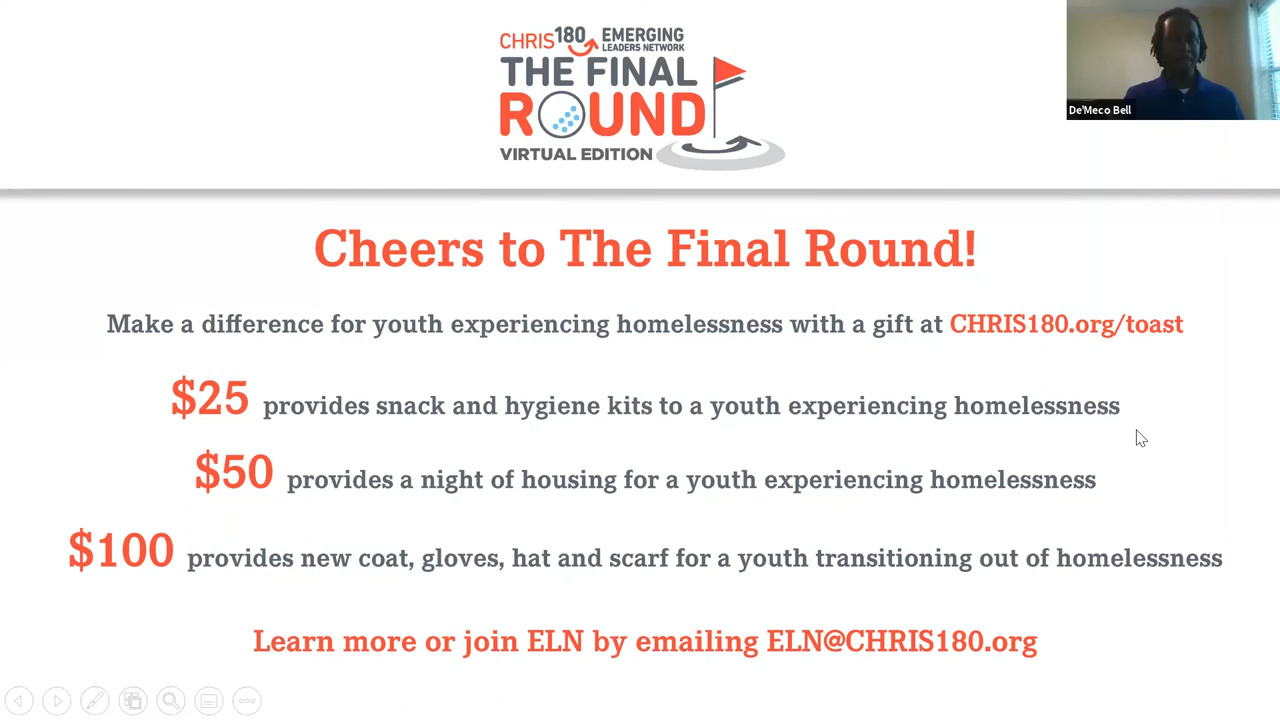 CHRIS180 EMERGING
LEADERS NETWORK
THE FINAL
ROUND
VIRTUAL EDITION
De'Meco Bell
Cheers to The Final Round!
Make a difference for youth experiencing homelessness with a gift at CHRIS180.org/toast
$25 provides snack and hygiene kits to a youth experiencing homelessness
$50 provides a night of housing for a youth experiencing homelessness
$100 provides new coat, gloves, hat and scarf for a youth transitioning out of homelessness
Learn more or join ELN by emailing ELN@CHRIS180.org